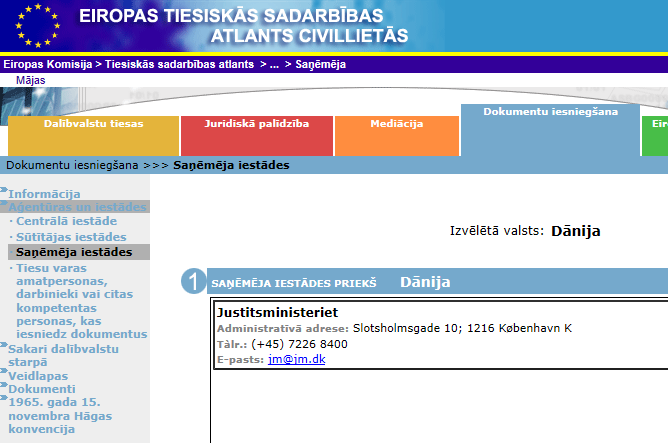 EIROPAS TIESISKĀS SADARBĪBAS
ATLANTS CIVILLIETĀS
Eiropas Komisija > Tiesiskās sadarbības atlants > ... > Saņēmēja
Mājas
Dalībvalstu tiesas
Juridiskā palīdzība
Mediācija
Dokumentu iesniegšana
Eir
Dokumentu iesniegšana >>> Saņēmēja iestādes
Informācija
Aģentūras un iestādes
· Centrālā iestāde
· Sūtītājas iestādes
· Saņēmēja iestādes
· Tiesu varas
amatpersonas,
darbinieki vai citas
kompetentas
personas, kas
iesniedz dokumentus
Sakari dalībvalstu
starpā
Veidlapas
Dokumenti
1965. gada 15.
novembra Hāgas
konvencija
Izvēlētā valsts: Dānija
1 SAŅĒMĒJA IESTĀDES PRIEKŠ Dānija
Justitsministeriet
Administratīvā adrese: Slotsholmsgade 10; 1216 København K
Tàlr.: (+45) 7226 8400
E-pasts: jm@jm.dk